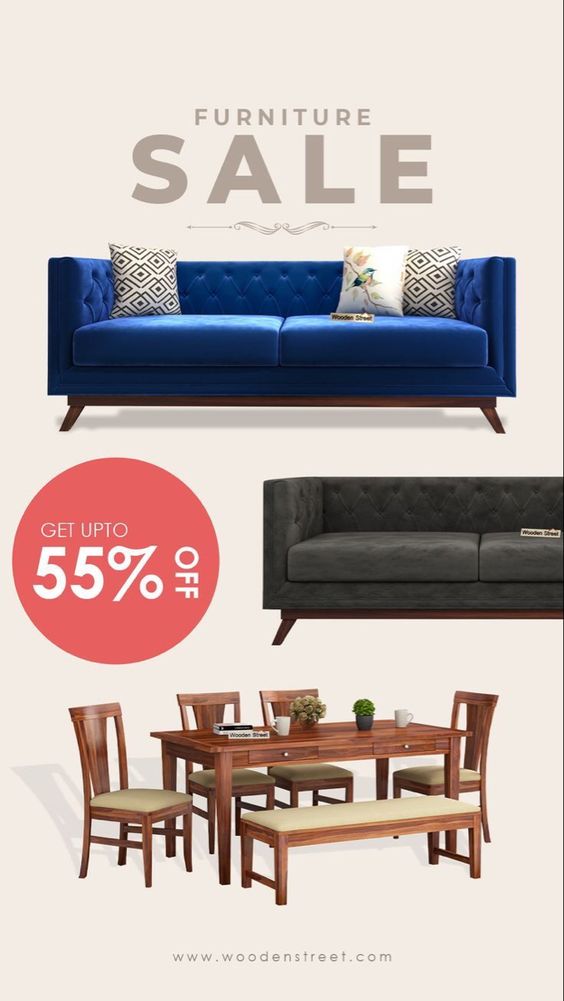 FURNITURE
SALE
Wooden Street
GET UPTO
55% OFF
Wooden Street
Wooden Street
www.woodenstreet.com